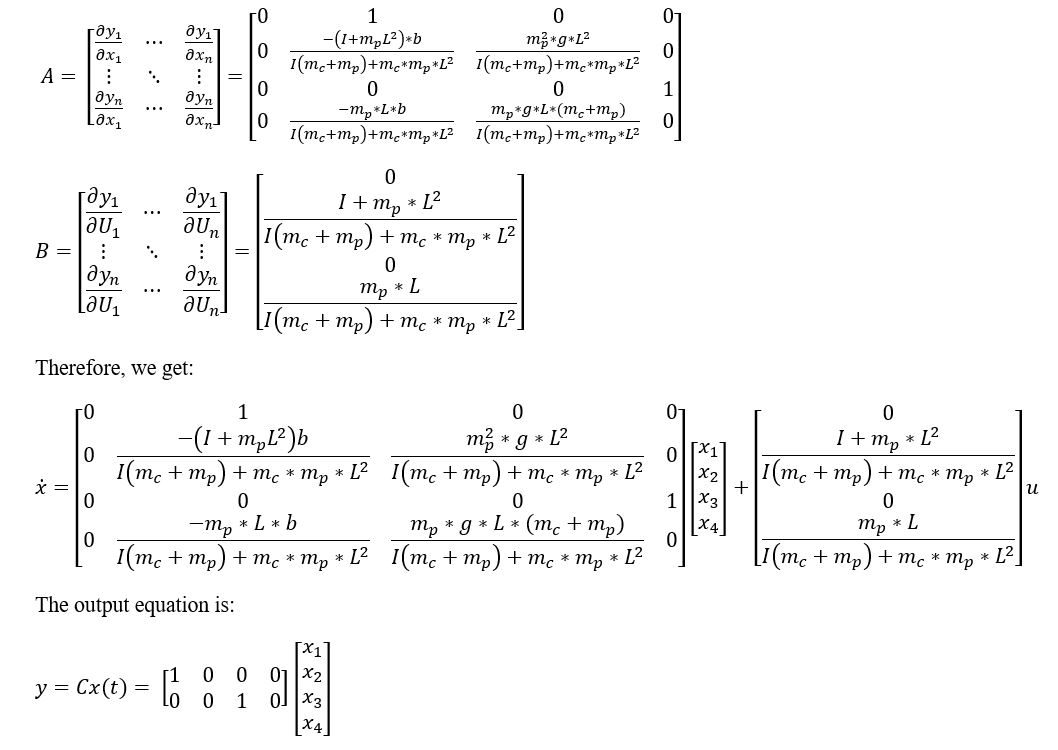 A = [∂y₁/∂x₁ ⋯ ∂y₁/∂xₙ; ⋮ ⋱ ⋮; ∂yₙ/∂x₁ ⋯ ∂yₙ/∂xₙ] = [0 1 0 0; 0 −(I+m_pL²)*b/(I(m_c+m_p)+m_c*m_p*L²) m_p²*g*L²/(I(m_c+m_p)+m_c*m_p*L²) 0; 0 0 0 1; 0 −m_p*L*b/(I(m_c+m_p)+m_c*m_p*L²) m_p*g*L*(m_c+m_p)/(I(m_c+m_p)+m_c*m_p*L²) 0]
B = [∂y₁/∂U₁ ⋯ ∂y₁/∂Uₙ; ⋮ ⋱ ⋮; ∂yₙ/∂U₁ ⋯ ∂yₙ/∂Uₙ] = [0; I + m_p * L²/(I(m_c + m_p) + m_c * m_p * L²); 0; m_p * L/(I(m_c + m_p) + m_c * m_p * L²)]
Therefore, we get:
ẋ = [0 1 0 0; 0 −(I + m_pL²)b/(I(m_c + m_p) + m_c * m_p * L²) m_p² * g * L²/(I(m_c + m_p) + m_c * m_p * L²) 0; 0 0 0 1; 0 −m_p * L * b/(I(m_c + m_p) + m_c * m_p * L²) m_p * g * L * (m_c + m_p)/(I(m_c + m_p) + m_c * m_p * L²) 0] [x₁; x₂; x₃; x₄] + [0; I + m_p * L²/(I(m_c + m_p) + m_c * m_p * L²); 0; m_p * L/(I(m_c + m_p) + m_c * m_p * L²)] u
The output equation is:
y = Cx(t) = [1 0 0 0; 0 0 1 0] [x₁; x₂; x₃; x₄]